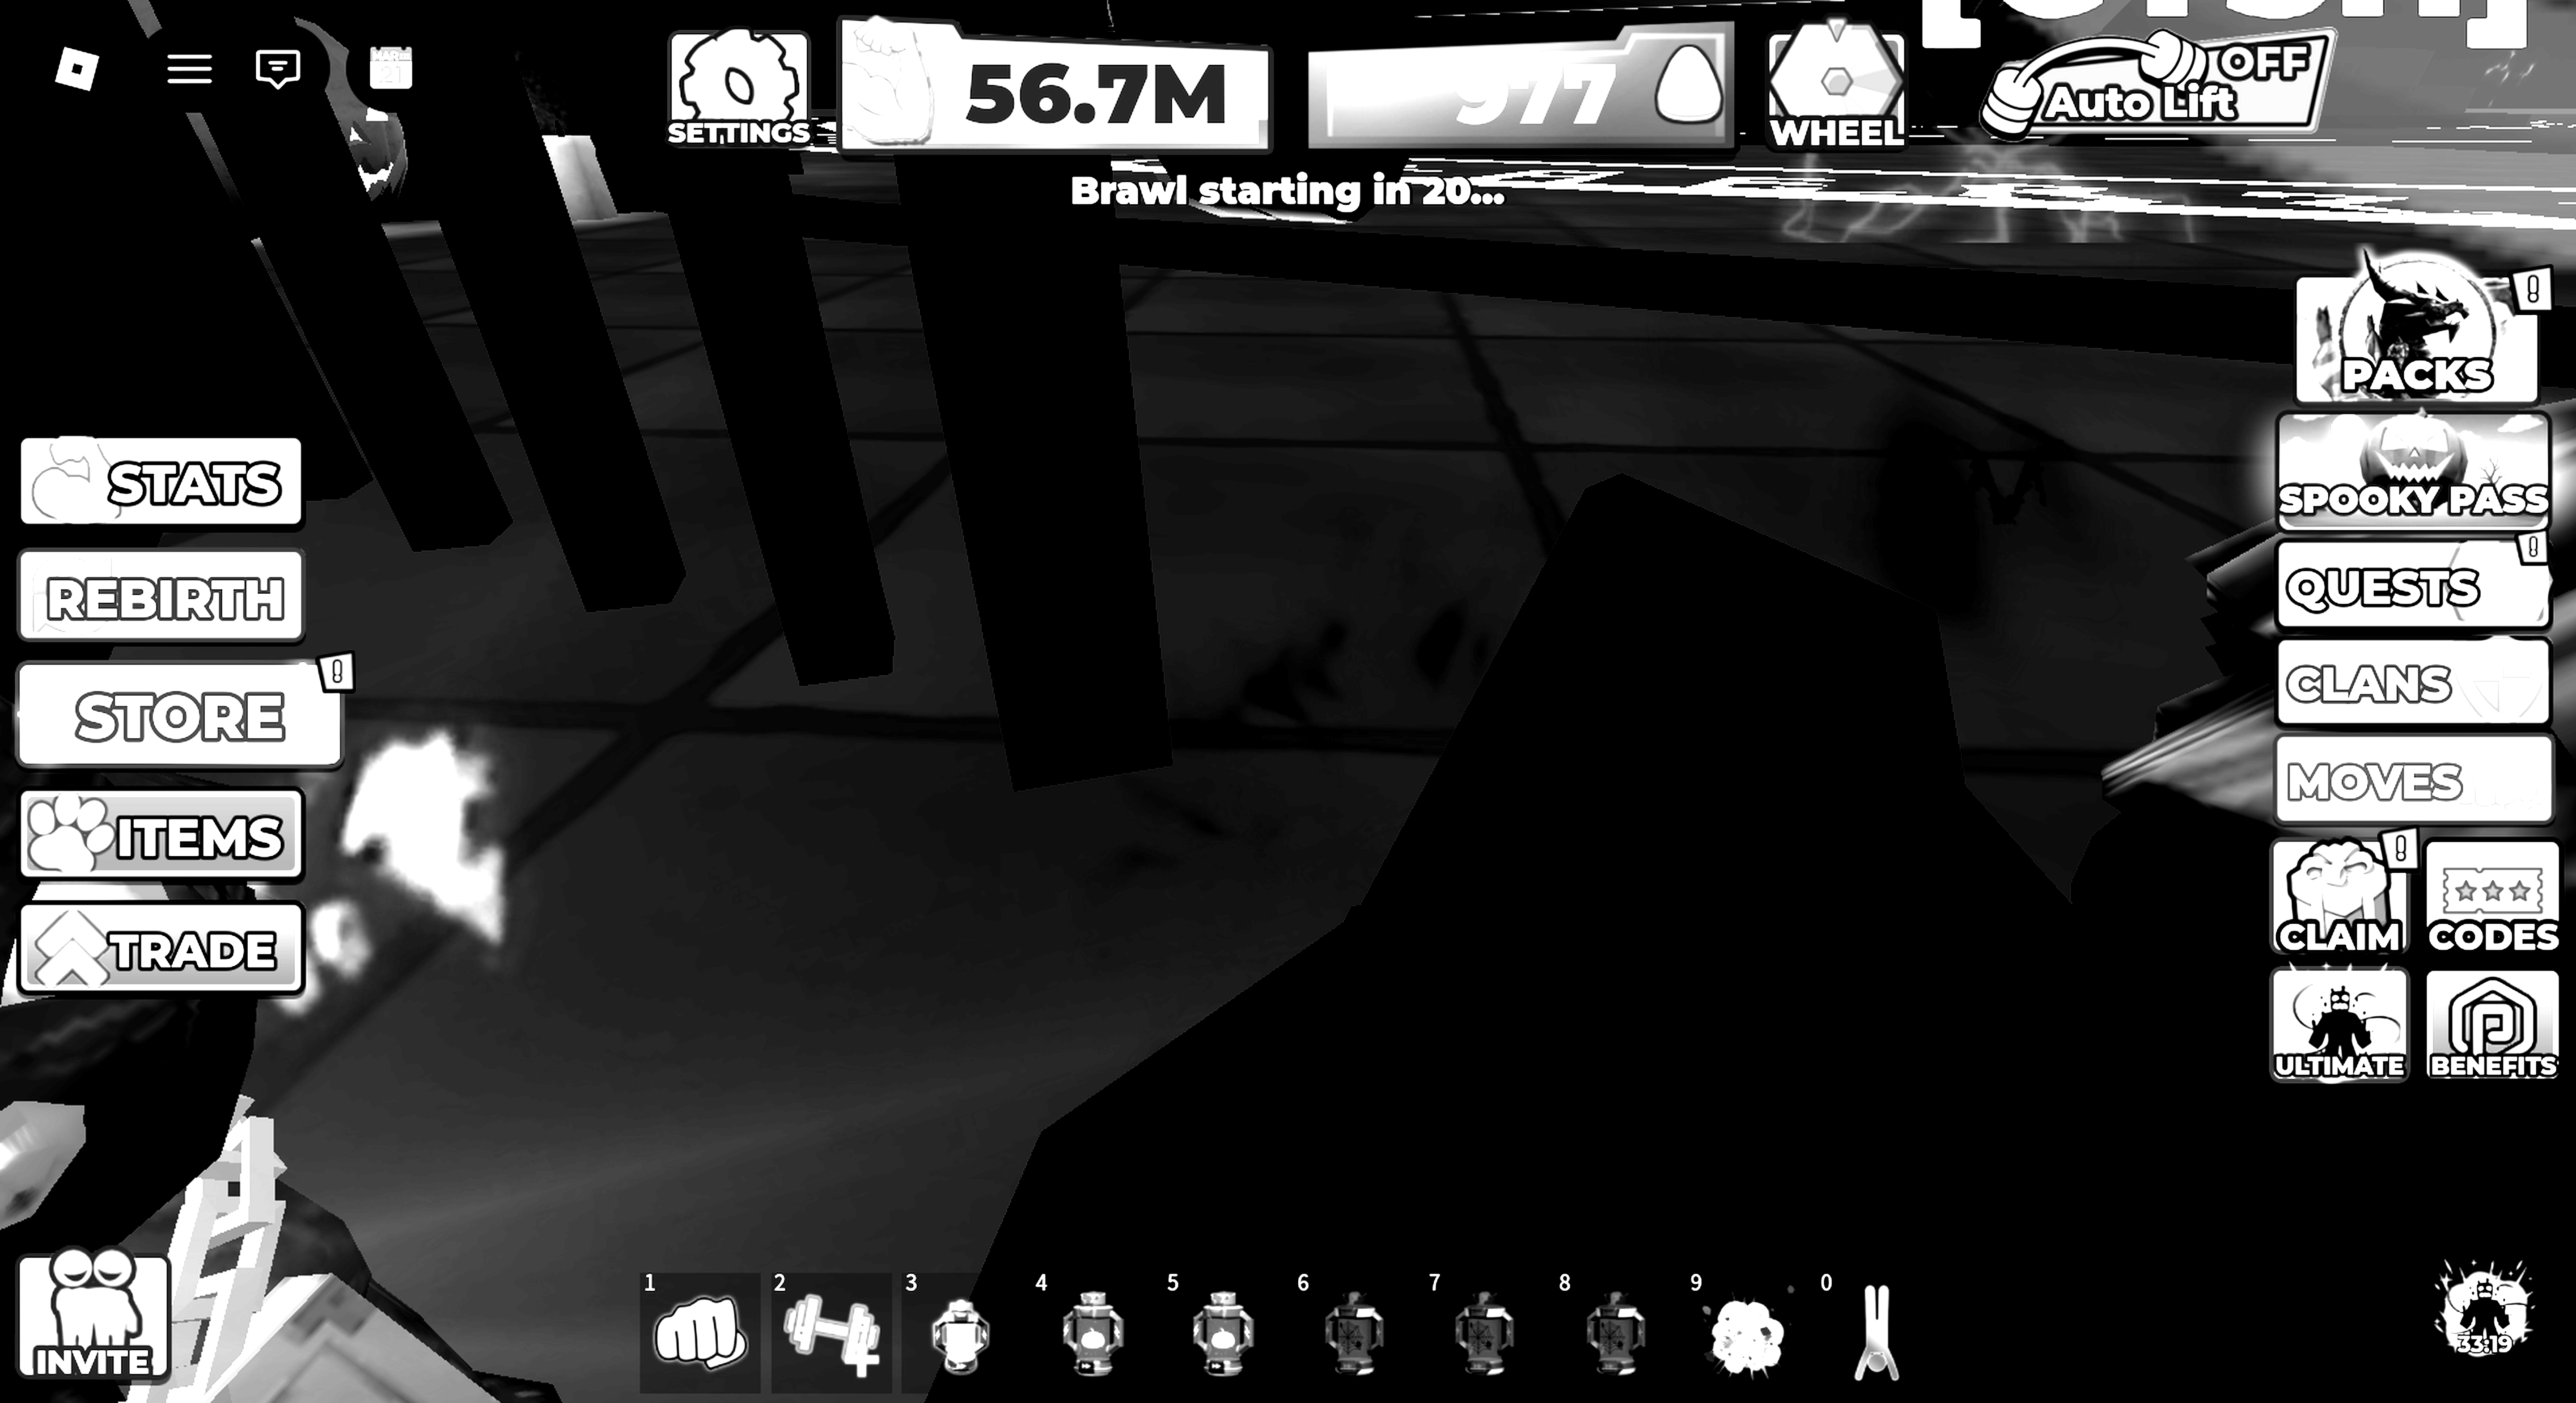 SETTINGS
56.7M
977
WHEEL
OFF
Auto Lift
Brawl starting in 20...
PACKS
SPOOKY PASS
QUESTS
CLANS
MOVES
CLAIM
CODES
ULTIMATE
BENEFITS
STATS
REBIRTH
STORE
ITEMS
TRADE
INVITE
1
2
3
4
5
6
7
8
9
0
33:19